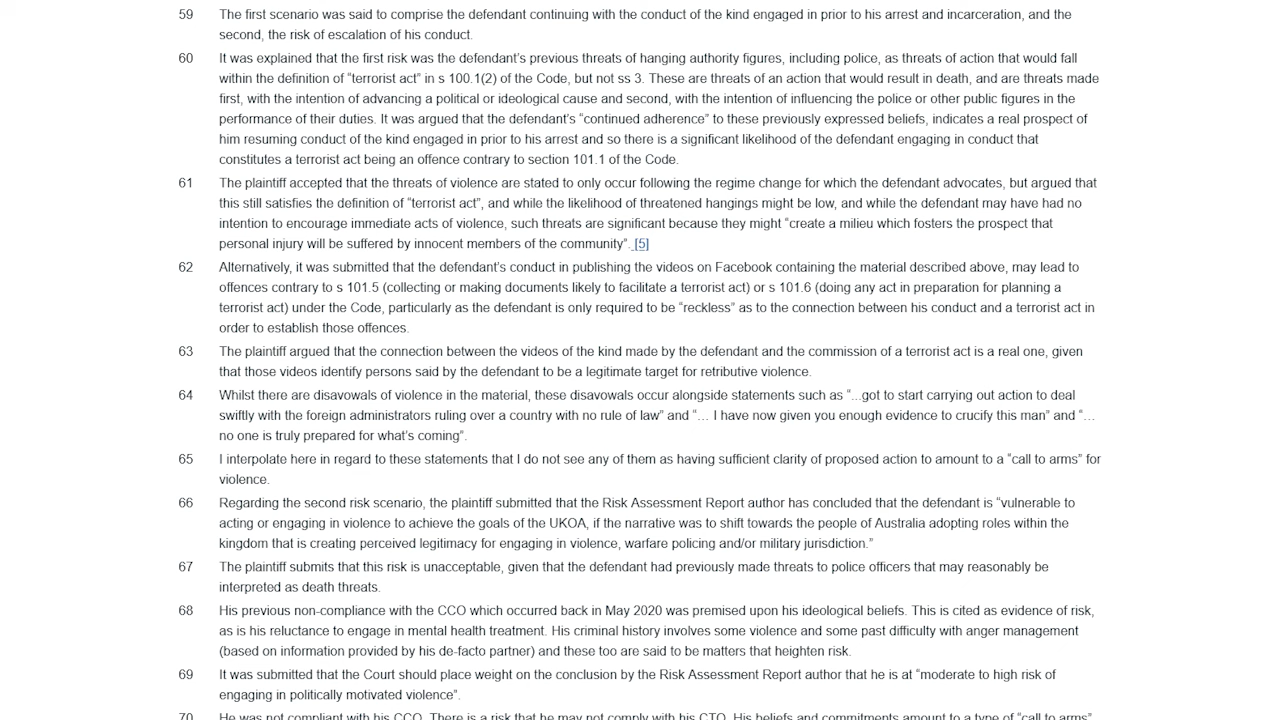 59 The first scenario was said to comprise the defendant continuing with the conduct of the kind engaged in prior to his arrest and incarceration, and the
second, the risk of escalation of his conduct.
60 It was explained that the first risk was the defendant's previous threats of hanging authority figures, including police, as threats of action that would fall
within the definition of “terrorist act” in s 100.1(2) of the Code, but not ss 3. These are threats of an action that would result in death, and are threats made
first, with the intention of advancing a political or ideological cause and second, with the intention of influencing the police or other public figures in the
performance of their duties. It was argued that the defendant's “continued adherence” to these previously expressed beliefs, indicates a real prospect of
him resuming conduct of the kind engaged in prior to his arrest and so there is a significant likelihood of the defendant engaging in conduct that
constitutes a terrorist act being an offence contrary to section 101.1 of the Code.
61 The plaintiff accepted that the threats of violence are stated to only occur following the regime change for which the defendant advocates, but argued that
this still satisfies the definition of “terrorist act”, and while the likelihood of threatened hangings might be low, and while the defendant may have had no
intention to encourage immediate acts of violence, such threats are significant because they might “create a milieu which fosters the prospect that
personal injury will be suffered by innocent members of the community”. [5]
62 Alternatively, it was submitted that the defendant's conduct in publishing the videos on Facebook containing the material described above, may lead to
offences contrary to s 101.5 (collecting or making documents likely to facilitate a terrorist act) or s 101.6 (doing any act in preparation for planning a
terrorist act) under the Code, particularly as the defendant is only required to be “reckless” as to the connection between his conduct and a terrorist act in
order to establish those offences.
63 The plaintiff argued that the connection between the videos of the kind made by the defendant and the commission of a terrorist act is a real one, given
that those videos identify persons said by the defendant to be a legitimate target for retributive violence.
64 Whilst there are disavowals of violence in the material, these disavowals occur alongside statements such as “...got to start carrying out action to deal
swiftly with the foreign administrators ruling over a country with no rule of law” and “… I have now given you enough evidence to crucify this man” and “…
no one is truly prepared for what's coming”.
65 I interpolate here in regard to these statements that I do not see any of them as having sufficient clarity of proposed action to amount to a “call to arms” for
violence.
66 Regarding the second risk scenario, the plaintiff submitted that the Risk Assessment Report author has concluded that the defendant is “vulnerable to
acting or engaging in violence to achieve the goals of the UKOA, if the narrative was to shift towards the people of Australia adopting roles within the
kingdom that is creating perceived legitimacy for engaging in violence, warfare policing and/or military jurisdiction.”
67 The plaintiff submits that this risk is unacceptable, given that the defendant had previously made threats to police officers that may reasonably be
interpreted as death threats.
68 His previous non-compliance with the CCO which occurred back in May 2020 was premised upon his ideological beliefs. This is cited as evidence of risk,
as is his reluctance to engage in mental health treatment. His criminal history involves some violence and some past difficulty with anger management
(based on information provided by his de-facto partner) and these too are said to be matters that heighten risk.
69 It was submitted that the Court should place weight on the conclusion by the Risk Assessment Report author that he is at “moderate to high risk of
engaging in politically motivated violence”.
70 He was not compliant with his CCO. There is a risk that he may not comply with his CTO. His beliefs and commitments amount to a type of “call to arms”